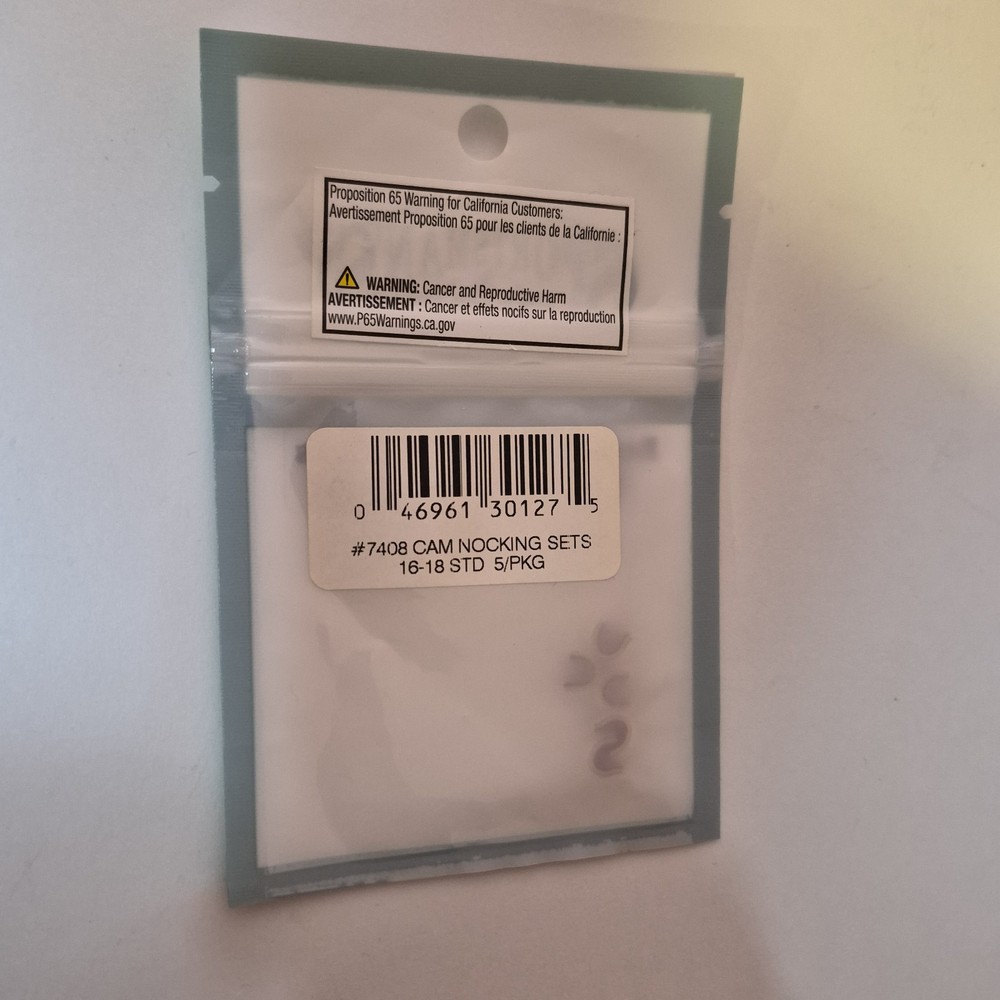 Proposition 65 Warning for California Customers:
Avertissement Proposition 65 pour les clients de la Californie :
WARNING: Cancer and Reproductive Harm
AVERTISSEMENT : Cancer et effets nocifs sur la reproduction
www.P65Warnings.ca.gov
0 46961 30127 5
#7408 CAM NOCKING SETS
16-18 STD 5/PKG